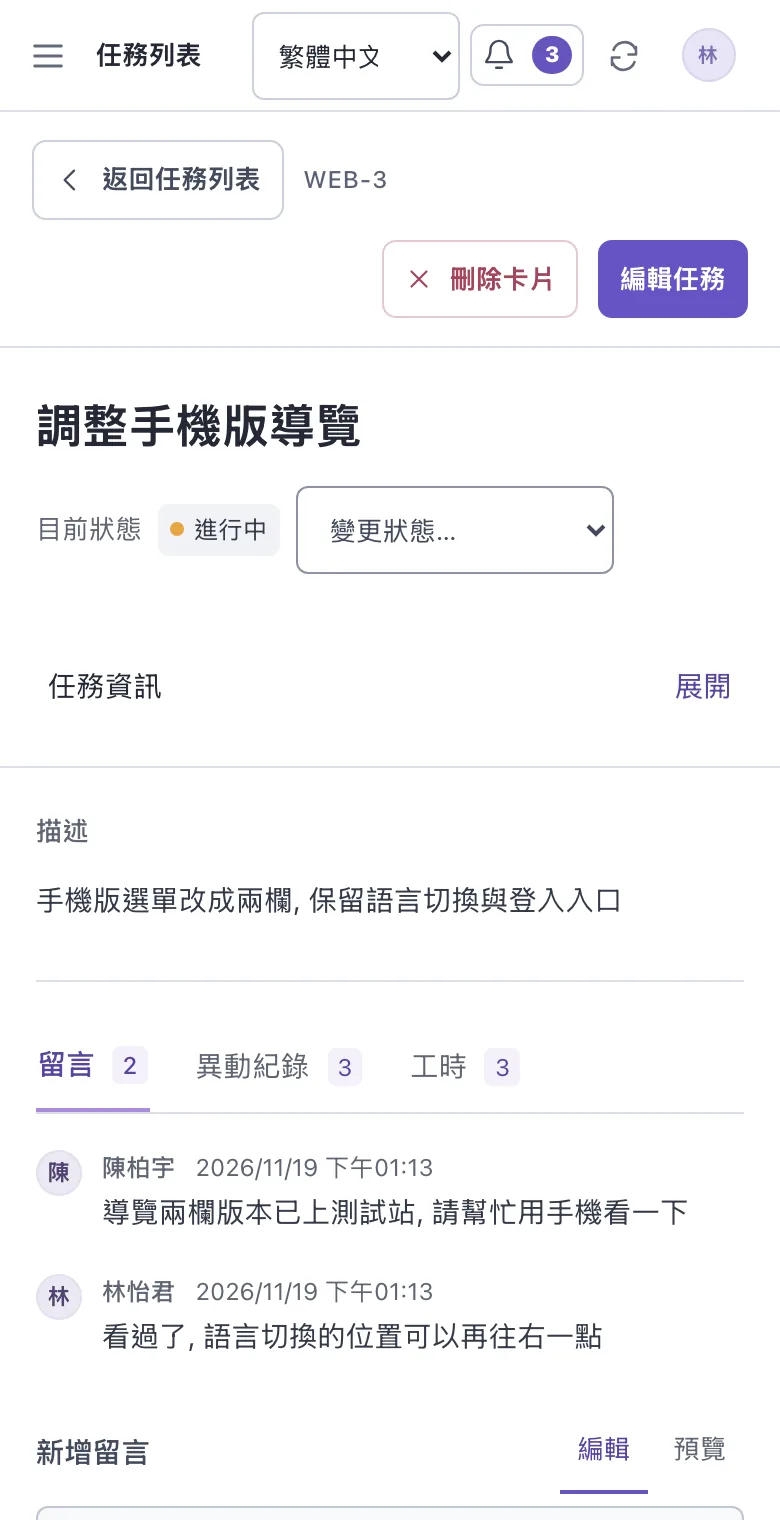 任務列表
繁體中文
3
林
返回任務列表
WEB-3
刪除卡片
編輯任務
調整手機版導覽
目前狀態
進行中
變更狀態...
任務資訊
展開
描述
手機版選單改成兩欄, 保留語言切換與登入入口
留言 2
異動紀錄 3
工時 3
陳
陳柏宇 2026/11/19 下午01:13
導覽兩欄版本已上測試站, 請幫忙用手機看一下
林
林怡君 2026/11/19 下午01:13
看過了, 語言切換的位置可以再往右一點
新增留言
編輯
預覽